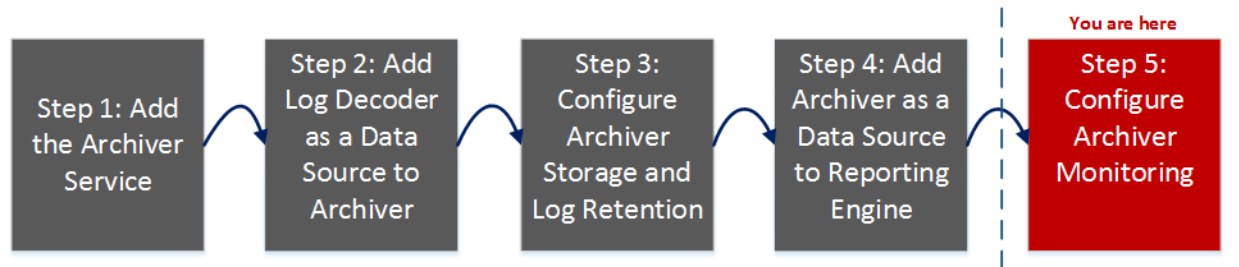 Step 1: Add
the Archiver
Service
Step 2: Add
Log Decoder
as a Data
Source to
Archiver
Step 3:
Configure
Archiver
Storage and
Log Retention
Step 4: Add
Archiver as a
Data Source
to Reporting
Engine
You are here
Step 5:
Configure
Archiver
Monitoring